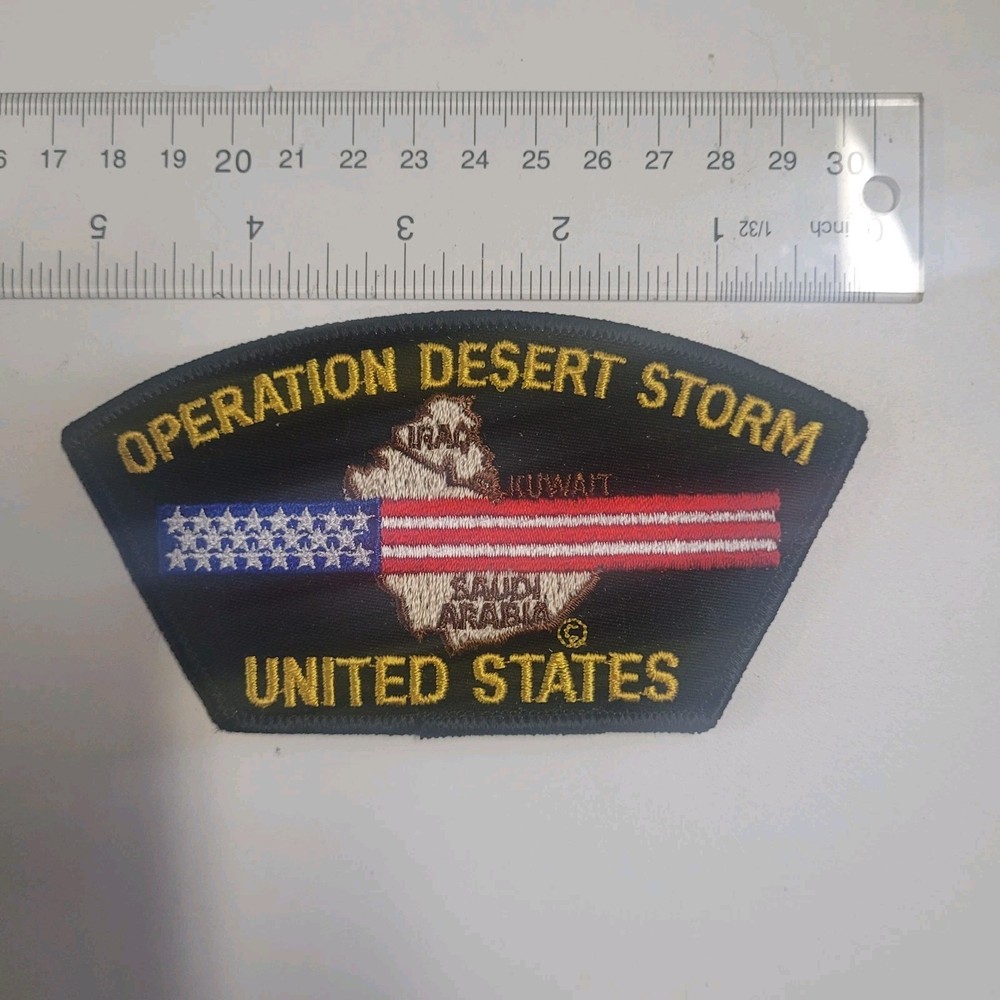 6 17 18 19 20 21 22 23 24 25 26 27 28 29 30
5 4 3 2 1 1/32 inch
OPERATION DESERT STORM
IRAQ
KUWAIT
SAUDI
ARABIA
©
UNITED STATES